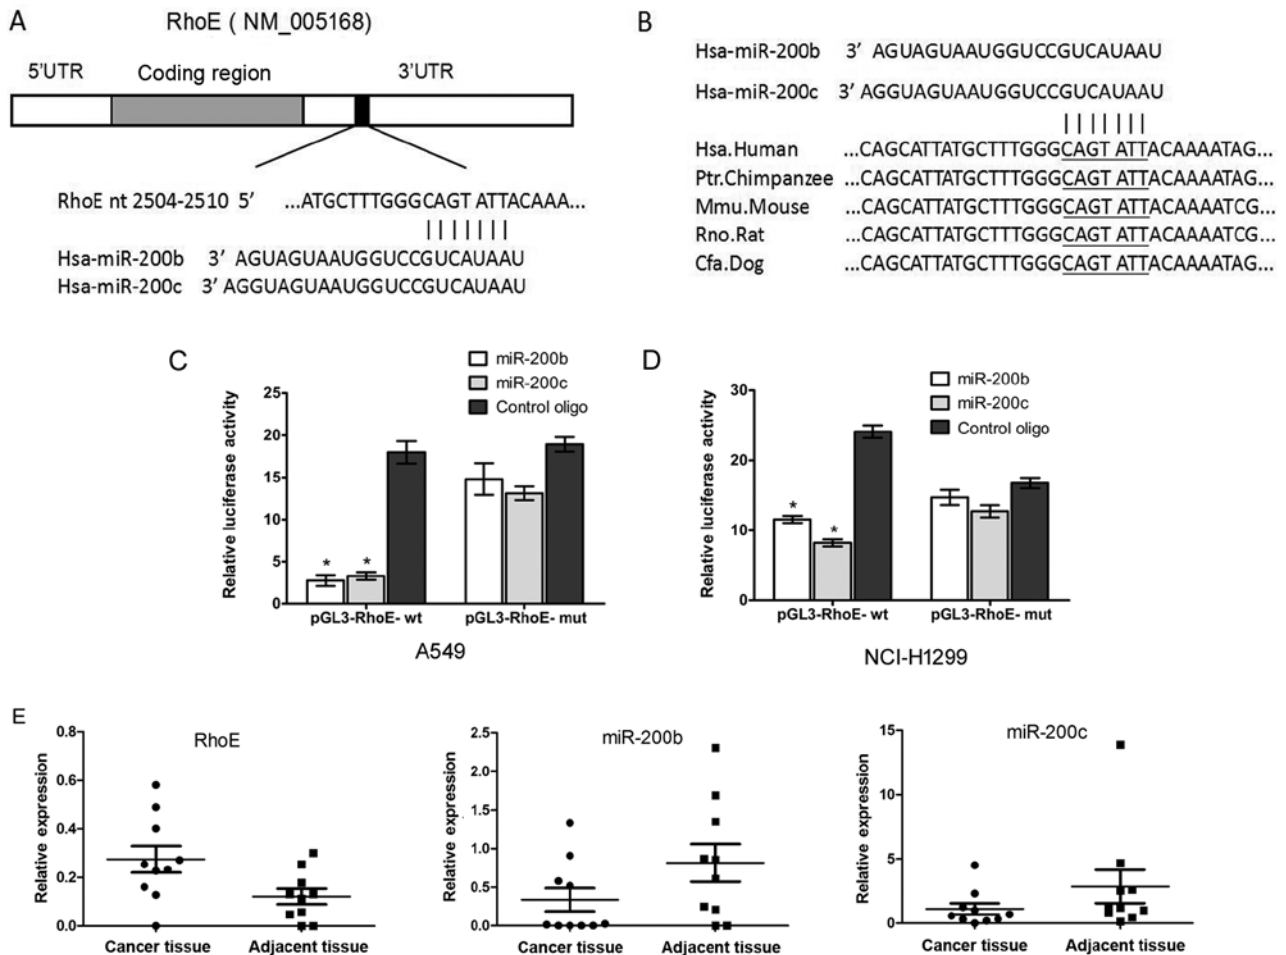 A
RhoE ( NM_005168)
5'UTR Coding region 3'UTR
RhoE nt 2504-2510 5' ...ATGCTTTGGGCAGT ATTACAAA...
Hsa-miR-200b 3' AGUAGUAAUGGUCCGUCAUAAU
Hsa-miR-200c 3' AGGUAGUAAUGGUCCGUCAUAAU
B
Hsa-miR-200b 3' AGUAGUAAUGGUCCGUCAUAAU
Hsa-miR-200c 3' AGGUAGUAAUGGUCCGUCAUAAU
Hsa.Human ...CAGCATTATGCTTTGGGCAGT ATTACAAAATAG...
Ptr.Chimpanzee ...CAGCATTATGCTTTGGGCAGT ATTACAAAATAG...
Mmu.Mouse ...CAGCATTATGCTTTGGGCAGT ATTACAAAATCG...
Rno.Rat ...CAGCATTATGCTTTGGGCAGT ATTACAAAATCG...
Cfa.Dog ...CAGCATTATGCTTTGGGCAGT ATTACAAAATAG...
C
miR-200b
miR-200c
Control oligo
Relative luciferase activity
25
20
15
10
5
0
* *
pGL3-RhoE- wt pGL3-RhoE- mut
A549
D
miR-200b
miR-200c
Control oligo
Relative luciferase activity
30
20
10
0
* *
pGL3-RhoE- wt pGL3-RhoE- mut
NCI-H1299
E
RhoE
Relative expression
0.8
0.6
0.4
0.2
0.0
Cancer tissue Adjacent tissue
miR-200b
Relative expression
2.5
2.0
1.5
1.0
0.5
0.0
Cancer tissue Adjacent tissue
miR-200c
Relative expression
15
10
5
0
Cancer tissue Adjacent tissue